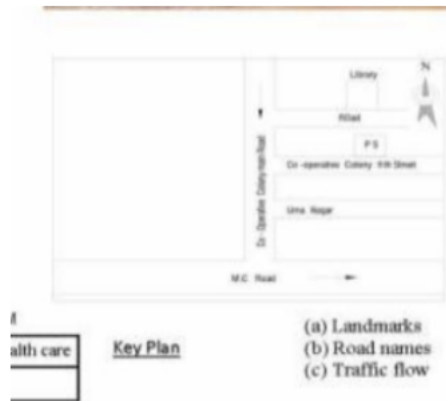 Library
N
Road
P S
Co -operative Colony 11th Street
Co - Operative Colony main Road
Uma Nagar
M.C Road
alth care
Key Plan
(a) Landmarks
(b) Road names
(c) Traffic flow